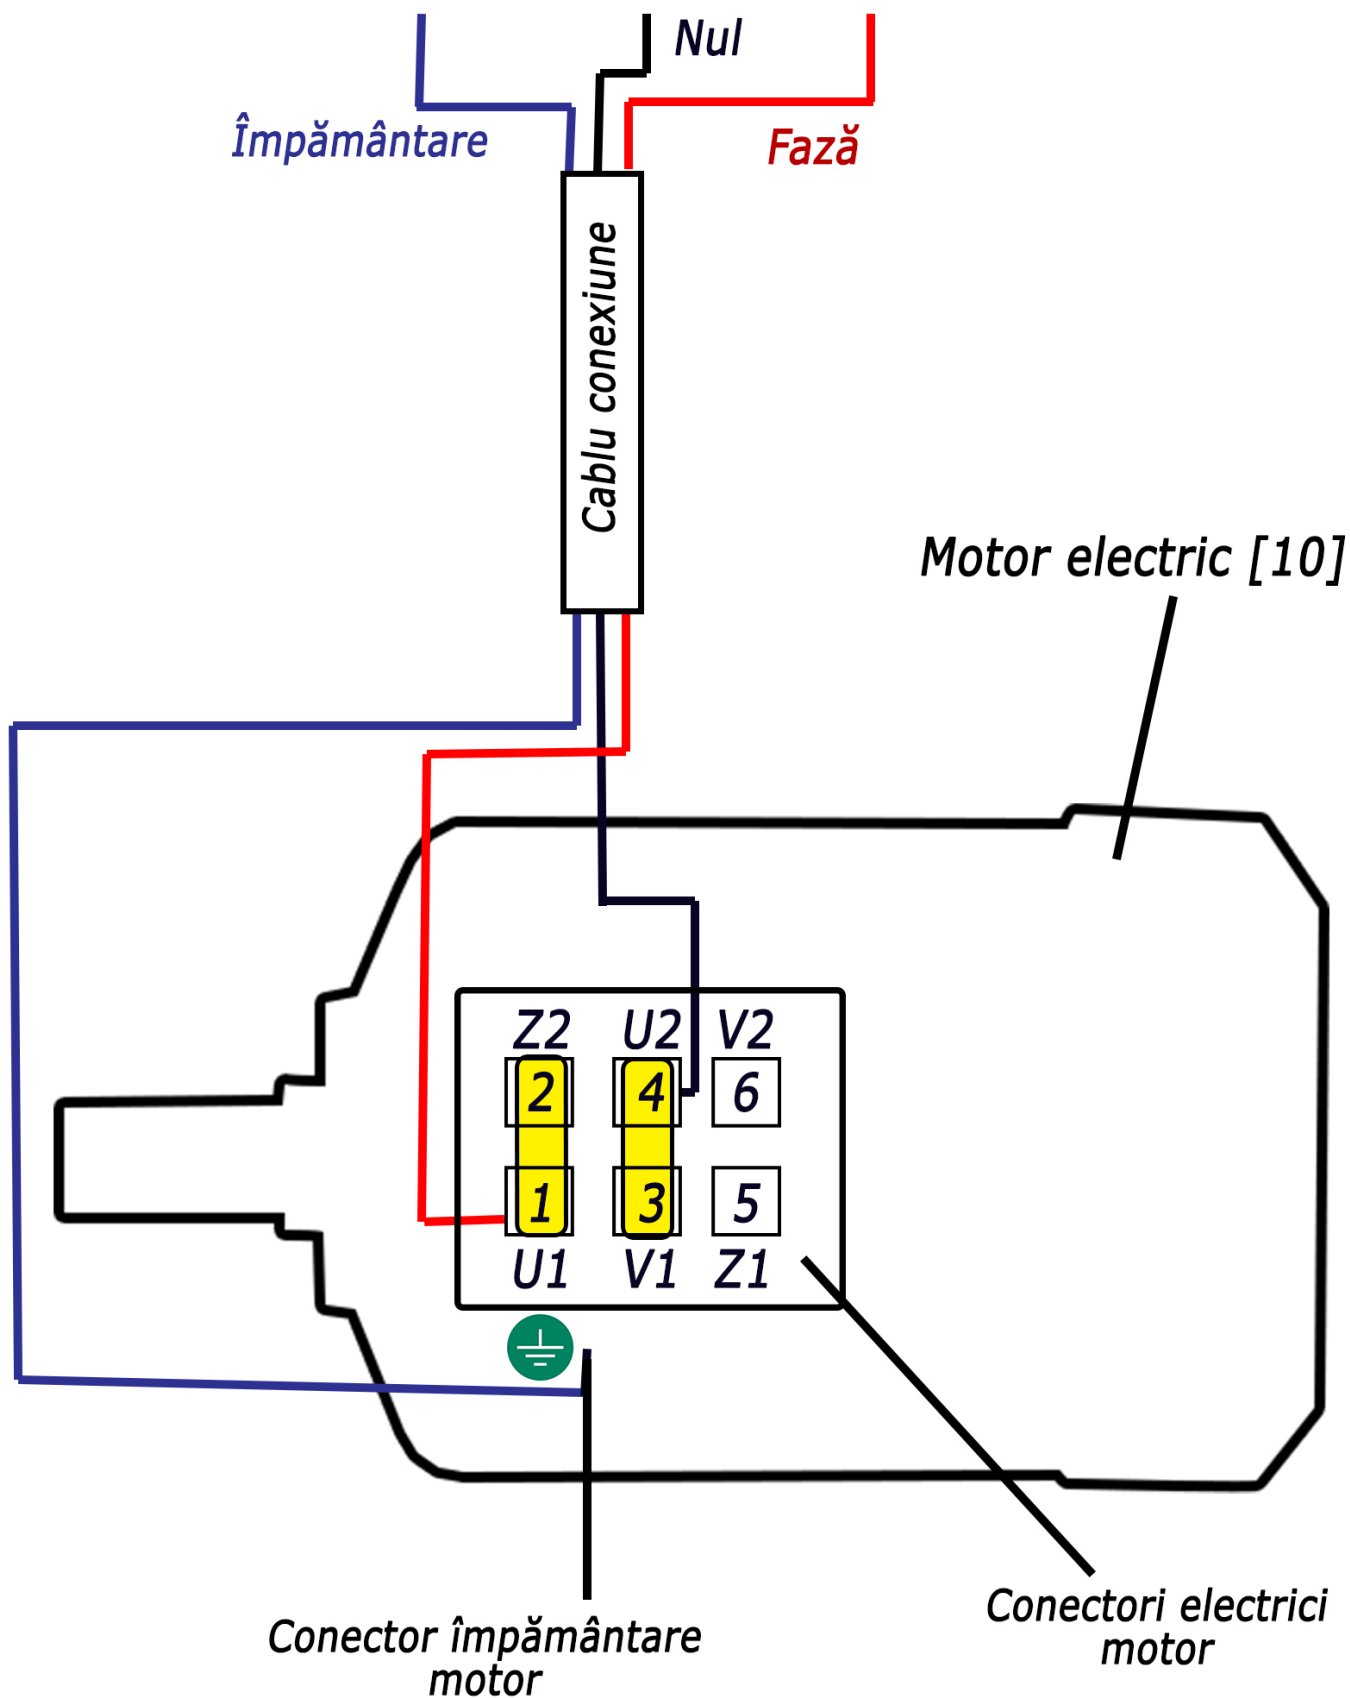 Nul
Împământare
Fază
Cablu conexiune
Motor electric [10]
Z2 U2 V2
2 4 6
1 3 5
U1 V1 Z1
Conectori electrici
motor
Conector împământare
motor